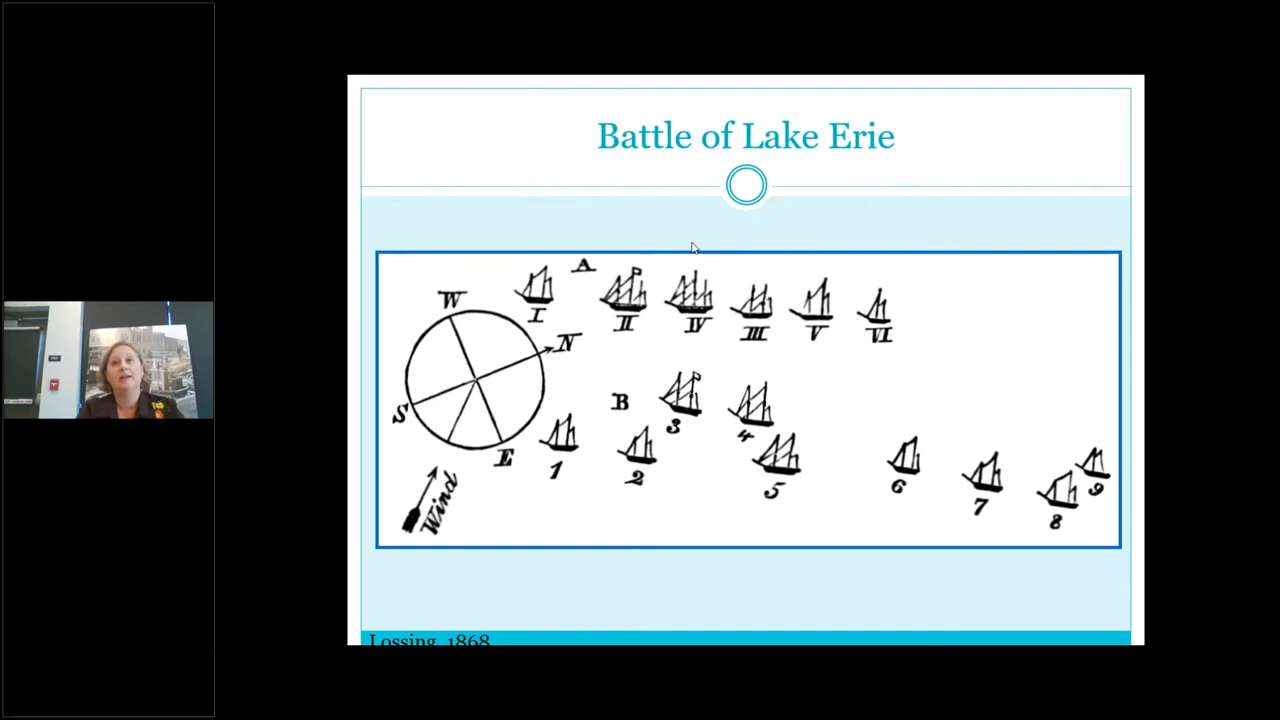 Battle of Lake Erie
A
I II IV III V VI
W
N
S
E
Wind
B
3 4
1 2 5 6 7 8 9
Lossing, 1868